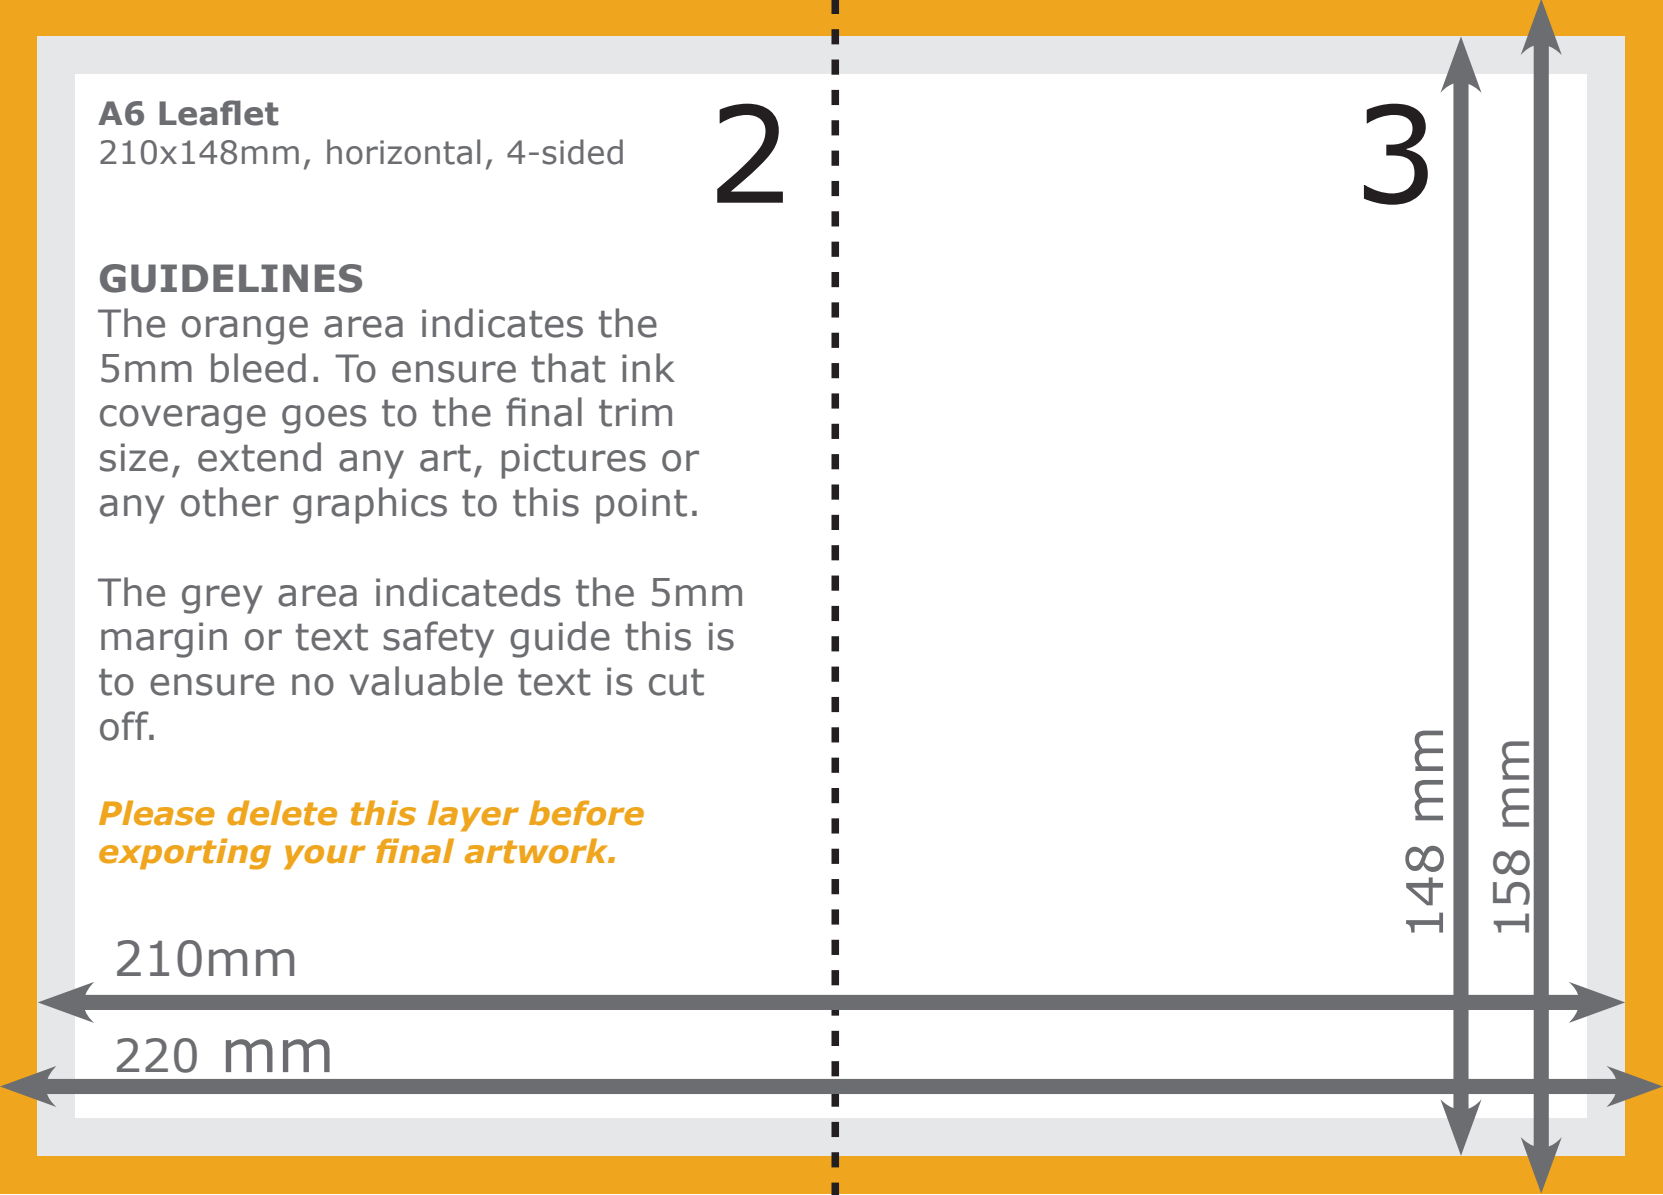 A6 Leaflet
210x148mm, horizontal, 4-sided
2
3
GUIDELINES
The orange area indicates the
5mm bleed. To ensure that ink
coverage goes to the final trim
size, extend any art, pictures or
any other graphics to this point.
The grey area indicateds the 5mm
margin or text safety guide this is
to ensure no valuable text is cut
off.
Please delete this layer before
exporting your final artwork.
210mm
220 mm
148 mm
158 mm